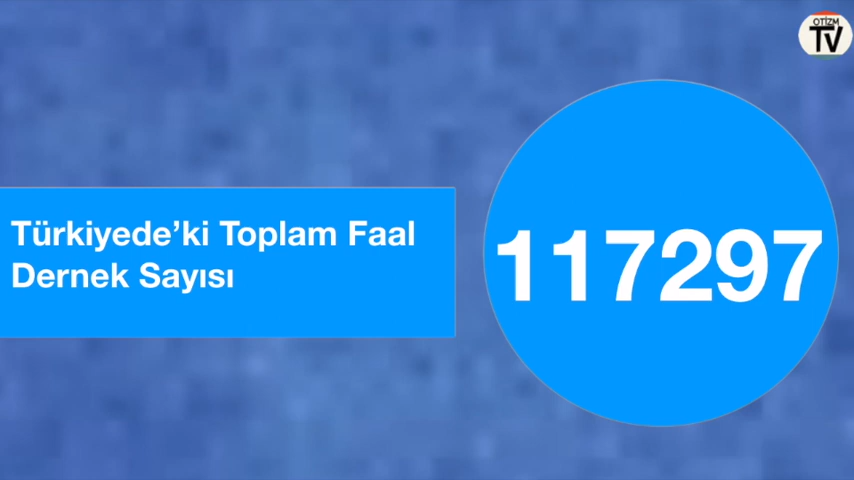 OTİZM
TV
Türkiyede’ki Toplam Faal
Dernek Sayısı
117297